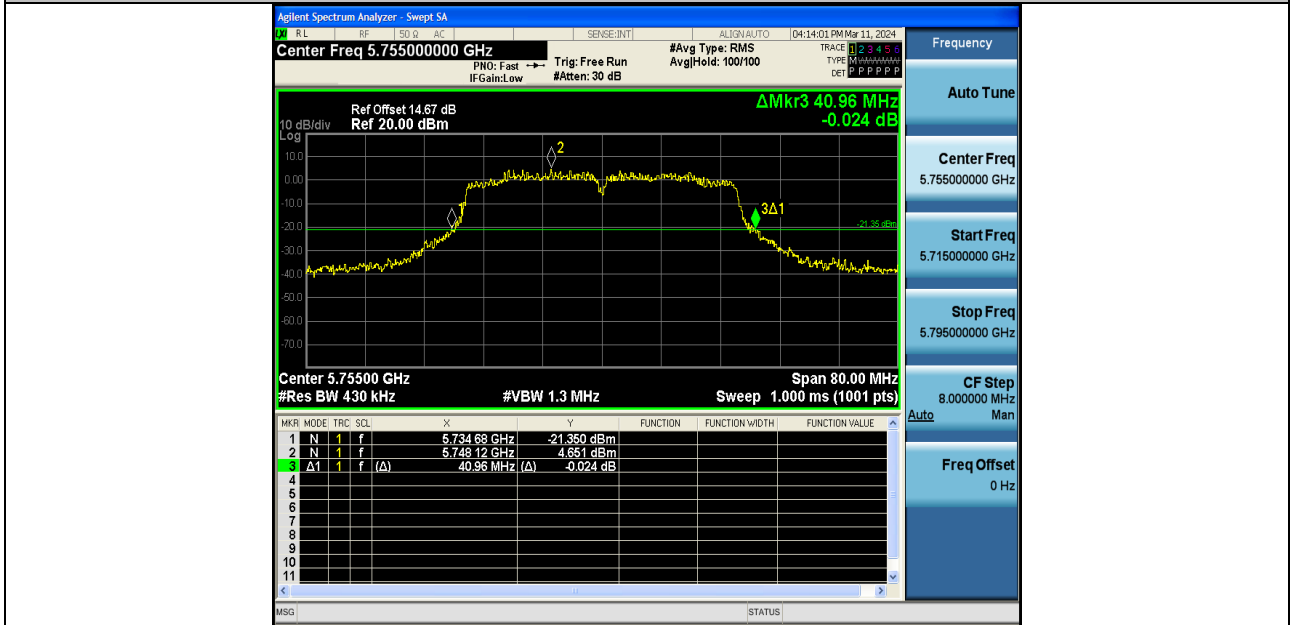 Agilent Spectrum Analyzer - Swept SA
RL RF 50 Ω AC SENSE:INT ALIGN AUTO 04:14:01 PM Mar 11, 2024
Center Freq 5.755000000 GHz
PNO: Fast
IFGain:Low
Trig: Free Run
#Atten: 30 dB
#Avg Type: RMS
Avg|Hold: 100/100
TRACE 1 2 3 4 5 6
TYPE M
DET P P P P P P
Frequency
Auto Tune
Center Freq
5.755000000 GHz
Start Freq
5.715000000 GHz
Stop Freq
5.795000000 GHz
CF Step
8.000000 MHz
Auto Man
Freq Offset
0 Hz
ΔMkr3 40.96 MHz
-0.024 dB
Ref Offset 14.67 dB
10 dB/div Ref 20.00 dBm
Log
10.0
0.00
-10.0
-20.0
-30.0
-40.0
-50.0
-60.0
-70.0
1
2
3Δ1
-21.35 dBm
Center 5.75500 GHz Span 80.00 MHz
#Res BW 430 kHz #VBW 1.3 MHz Sweep 1.000 ms (1001 pts)
MKR MODE TRC SCL X Y FUNCTION FUNCTION WIDTH FUNCTION VALUE
1 N 1 f 5.734 68 GHz -21.350 dBm
2 N 1 f 5.748 12 GHz 4.651 dBm
3 Δ1 1 f (Δ) 40.96 MHz (Δ) -0.024 dB
4
5
6
7
8
9
10
11
MSG STATUS